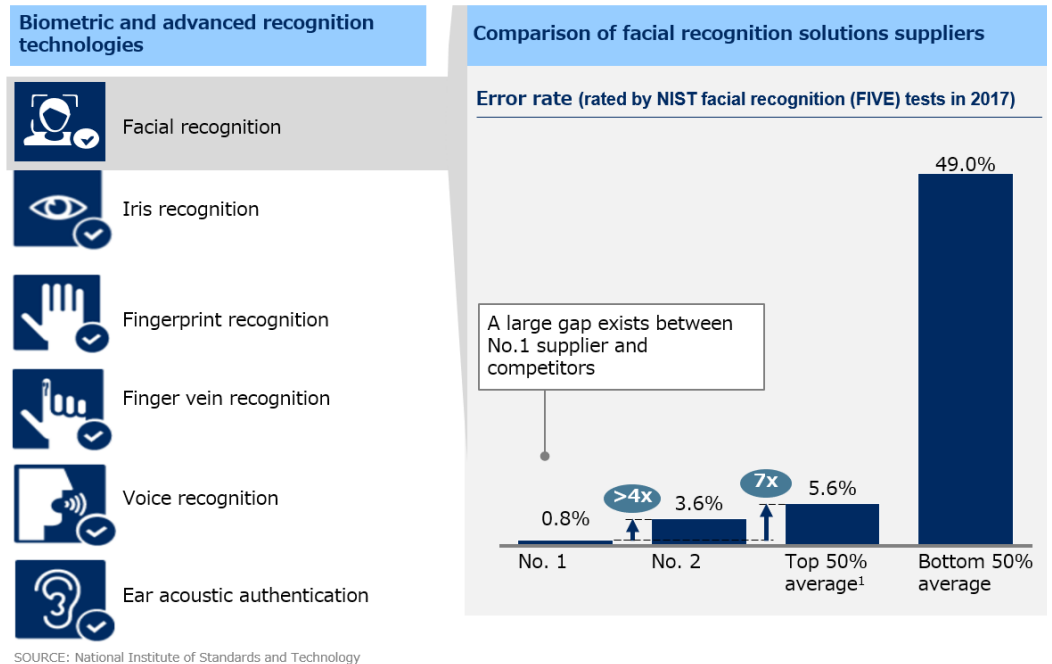 Biometric and advanced recognition
technologies
Facial recognition
Iris recognition
Fingerprint recognition
Finger vein recognition
Voice recognition
Ear acoustic authentication
SOURCE: National Institute of Standards and Technology
Comparison of facial recognition solutions suppliers
Error rate (rated by NIST facial recognition (FIVE) tests in 2017)
49.0%
A large gap exists between
No.1 supplier and
competitors
0.8%
>4x
3.6%
7x
5.6%
No. 1
No. 2
Top 50%
average¹
Bottom 50%
average